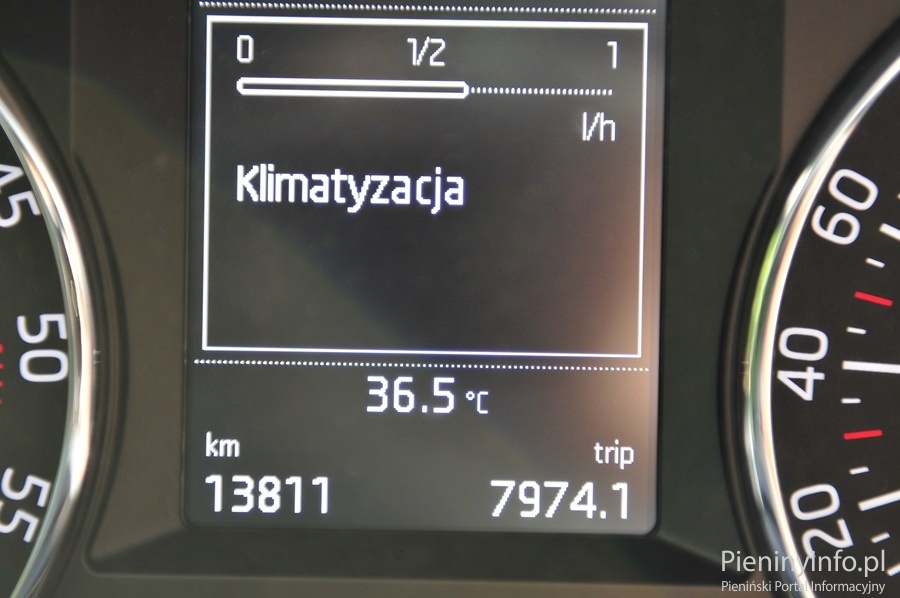 0 1/2 1
l/h
Klimatyzacja
36.5 °C
km trip
13811 7974.1
45
50
55
60
40
20
PieninyInfo.pl
Pieniński Portal Informacyjny